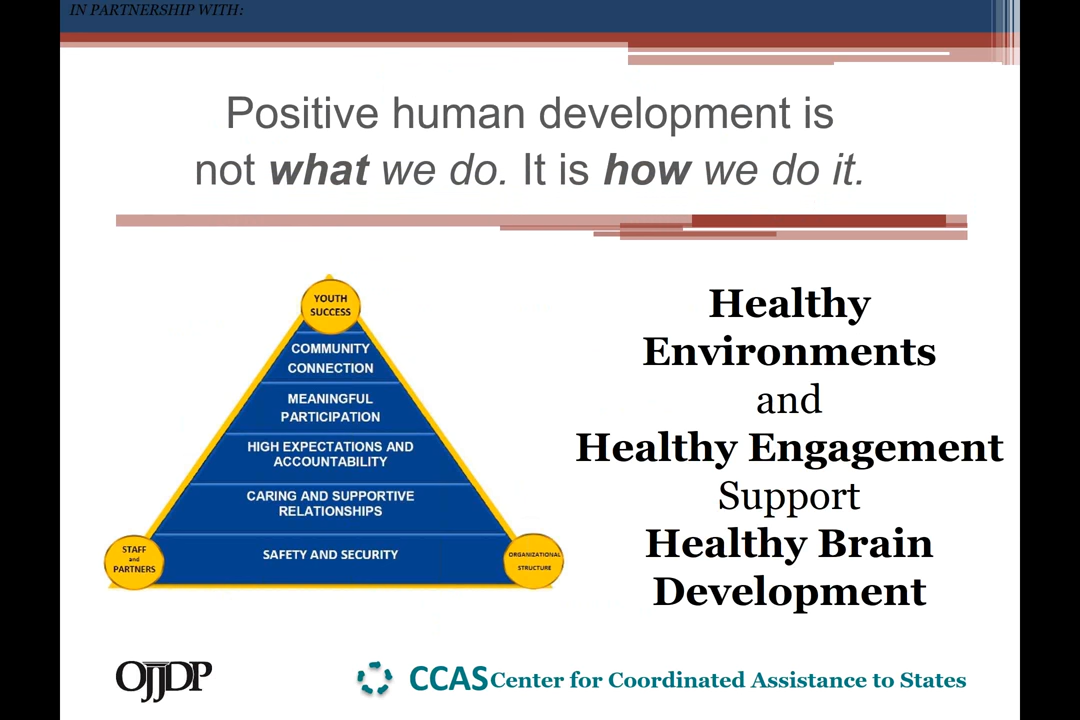 IN PARTNERSHIP WITH:
Positive human development is
not what we do. It is how we do it.
YOUTH
SUCCESS
COMMUNITY
CONNECTION
MEANINGFUL
PARTICIPATION
HIGH EXPECTATIONS AND
ACCOUNTABILITY
CARING AND SUPPORTIVE
RELATIONSHIPS
SAFETY AND SECURITY
STAFF
and
PARTNERS
ORGANIZATIONAL
STRUCTURE
Healthy
Environments
and
Healthy Engagement
Support
Healthy Brain
Development
OJJDP
CCAS Center for Coordinated Assistance to States